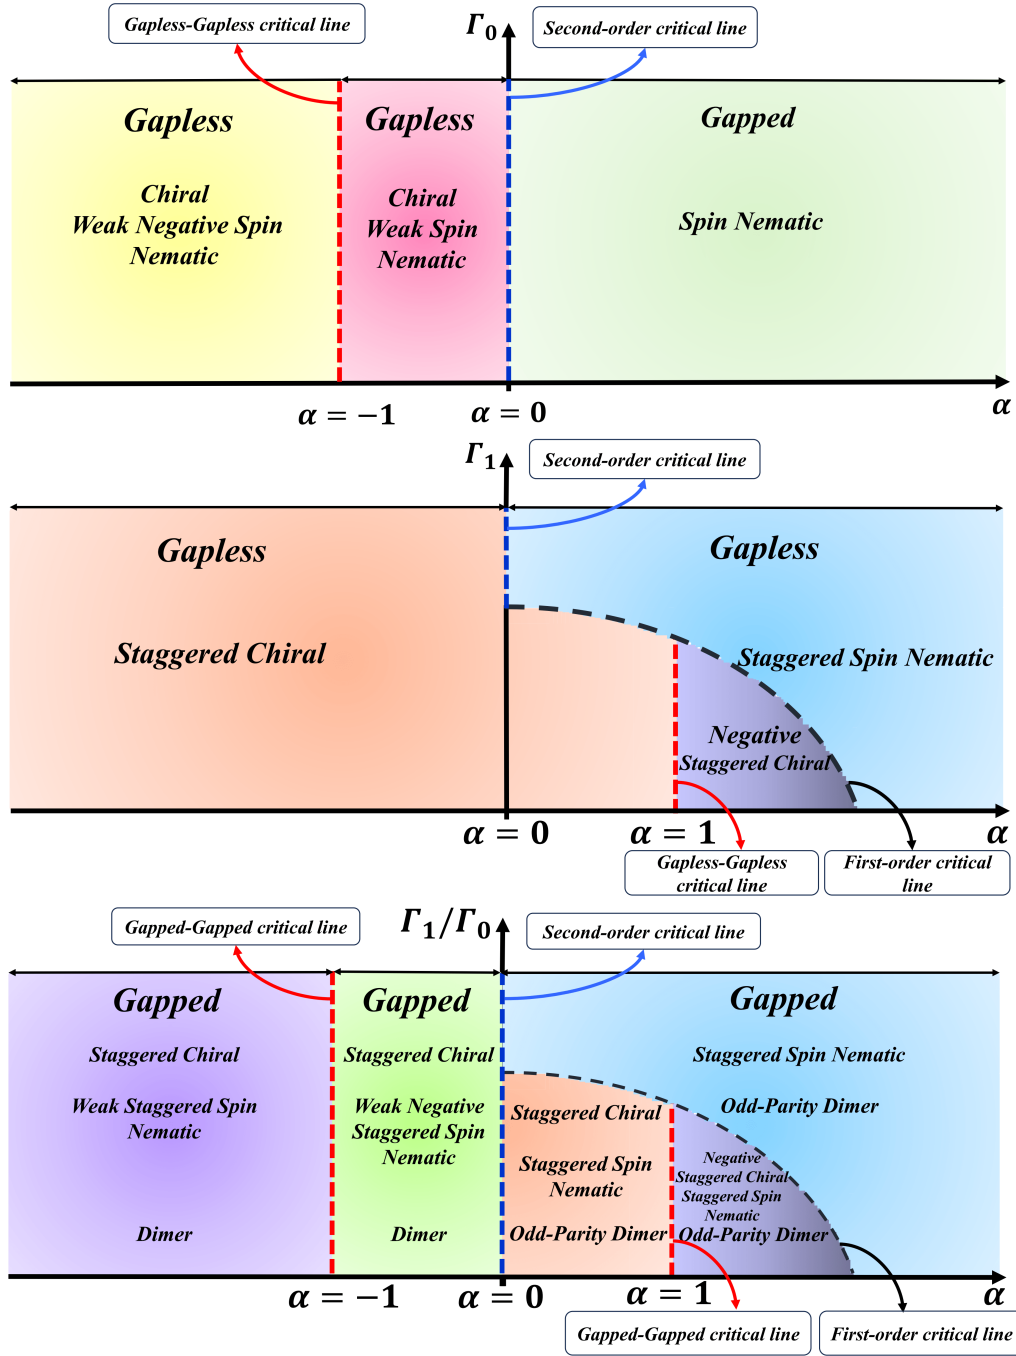 Gapless-Gapless critical line
Γ₀
Second-order critical line
Gapless
Gapless
Gapped
Chiral
Weak Negative Spin
Nematic
Chiral
Weak Spin
Nematic
Spin Nematic
α = −1
α = 0
α
Γ₁
Second-order critical line
Gapless
Gapless
Staggered Chiral
Staggered Spin Nematic
Negative
Staggered Chiral
α = 0
α = 1
α
Gapless-Gapless
critical line
First-order critical
line
Gapped-Gapped critical line
Γ₁/Γ₀
Second-order critical line
Gapped
Gapped
Gapped
Staggered Chiral
Staggered Chiral
Staggered Spin Nematic
Weak Staggered Spin
Nematic
Weak Negative
Staggered Spin
Nematic
Odd-Parity Dimer
Staggered Chiral
Staggered Spin
Nematic
Negative
Staggered Chiral
Staggered Spin
Nematic
Dimer
Dimer
Odd-Parity Dimer
Odd-Parity Dimer
α = −1
α = 0
α = 1
α
Gapped-Gapped critical line
First-order critical line